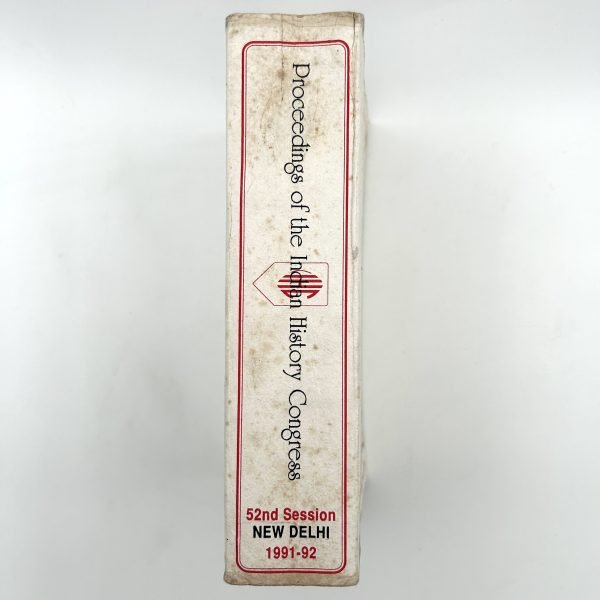 Proceedings of the Indian History Congress
52nd Session
NEW DELHI
1991-92